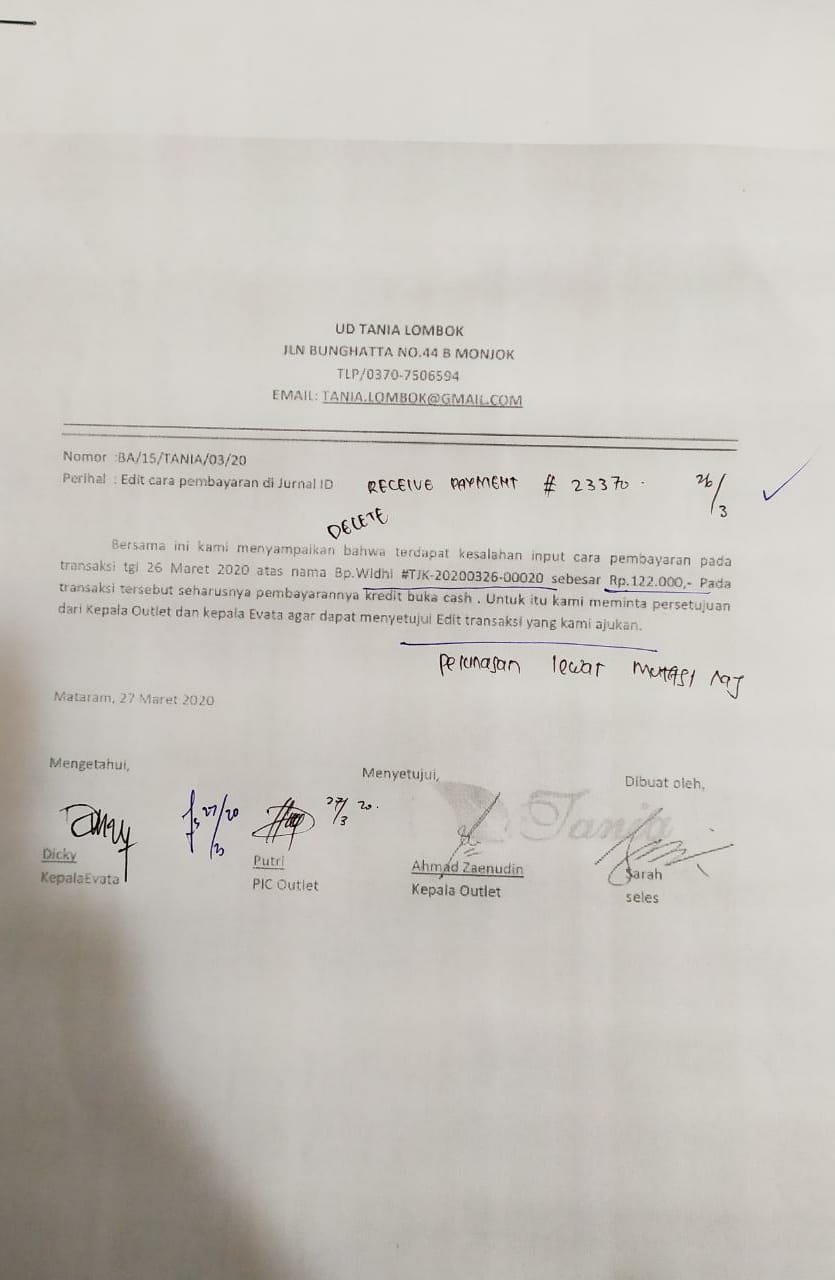 UD TANIA LOMBOK
JLN BUNGHATTA NO.44 B MONJOK
TLP/0370-7506594
EMAIL: TANIA.LOMBOK@GMAIL.COM
Nomor :BA/15/TANIA/03/20
Perihal : Edit cara pembayaran di Jurnal ID RECEIVE PAYMENT # 23370. 26/3
DELETE
Bersama ini kami menyampaikan bahwa terdapat kesalahan input cara pembayaran pada
transaksi tgl 26 Maret 2020 atas nama Bp.Widhi #TJK-20200326-00020 sebesar Rp.122.000,- Pada
transaksi tersebut seharusnya pembayarannya kredit buka cash . Untuk itu kami meminta persetujuan
dari Kepala Outlet dan kepala Evata agar dapat menyetujui Edit transaksi yang kami ajukan.
pelunasan lewat mutasi
Mataram, 27 Maret 2020
Mengetahui, Menyetujui, Dibuat oleh,
27/20 27/3 20.
/3
Tania
Dicky Putri Ahmad Zaenudin Sarah
KepalaEvata PIC Outlet Kepala Outlet seles